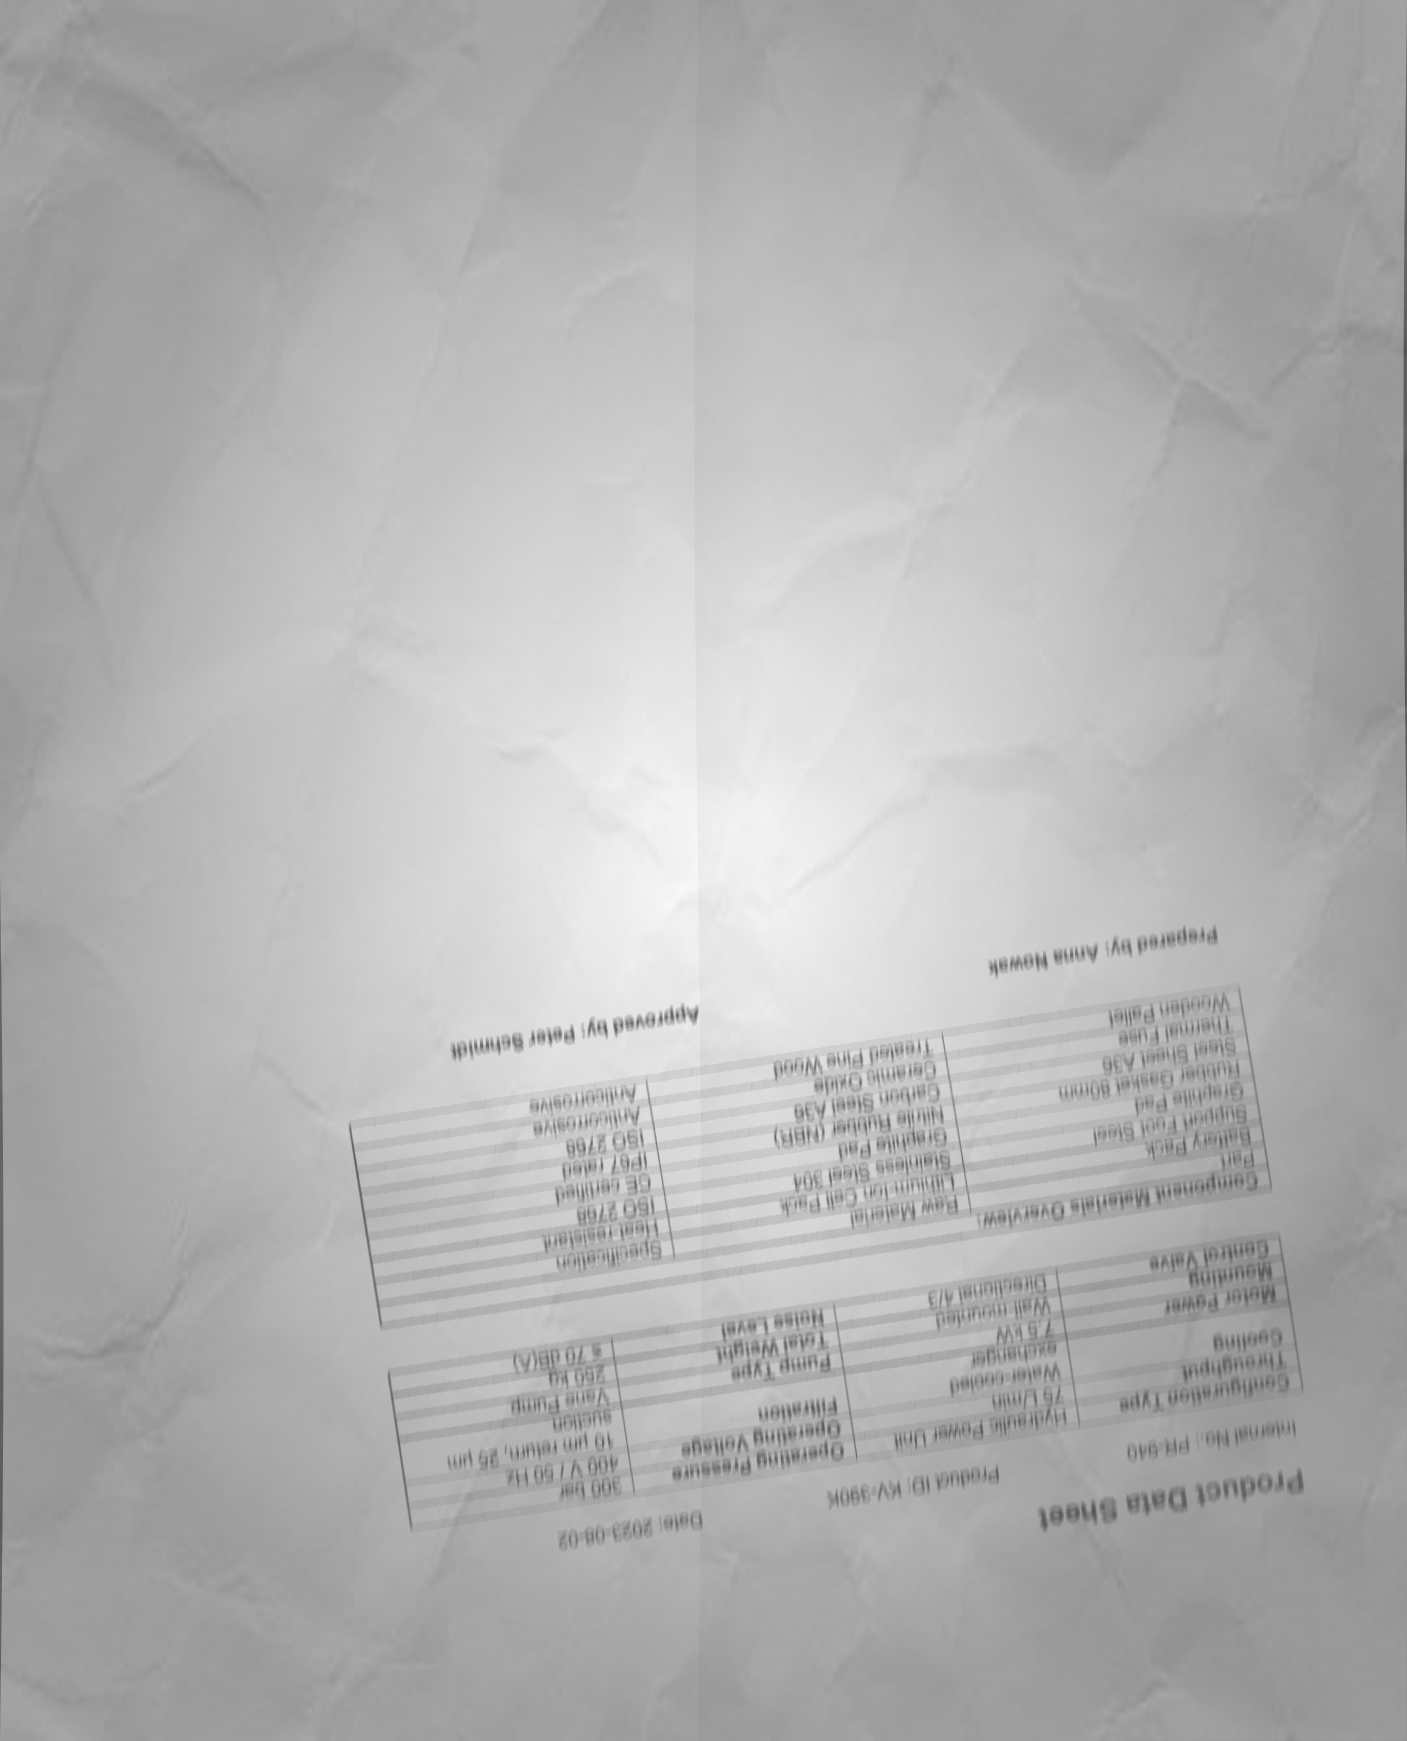 Product Data Sheet
Internal No.: PR-940 Product ID: KV-390K Date: 2023-08-02
Configuration Type Hydraulic Power Unit Operating Pressure 300 bar
Throughput 75 L/min Operating Voltage 400 V / 50 Hz
Cooling Water-cooled Filtration 10 µm return, 25 µm
exchanger suction
Motor Power 7.5 kW Pump Type Vane Pump
Mounting Wall mounted Total Weight 250 kg
Control Valve Directional 4/3 Noise Level ≤ 70 dB(A)
Component Materials Overview:
Part Raw Material Specification
Battery Pack Lithium-Ion Cell Pack Heat resistant
Support Foot Steel Stainless Steel 304 ISO 2768
Graphite Pad Graphite Pad CE certified
Rubber Gasket 80mm Nitrile Rubber (NBR) IP67 rated
Steel Sheet A36 Carbon Steel A36 ISO 2768
Thermal Fuse Ceramic Oxide Anticorrosive
Wooden Pallet Treated Pine Wood Anticorrosive
Prepared by: Anna Nowak Approved by: Peter Schmidt